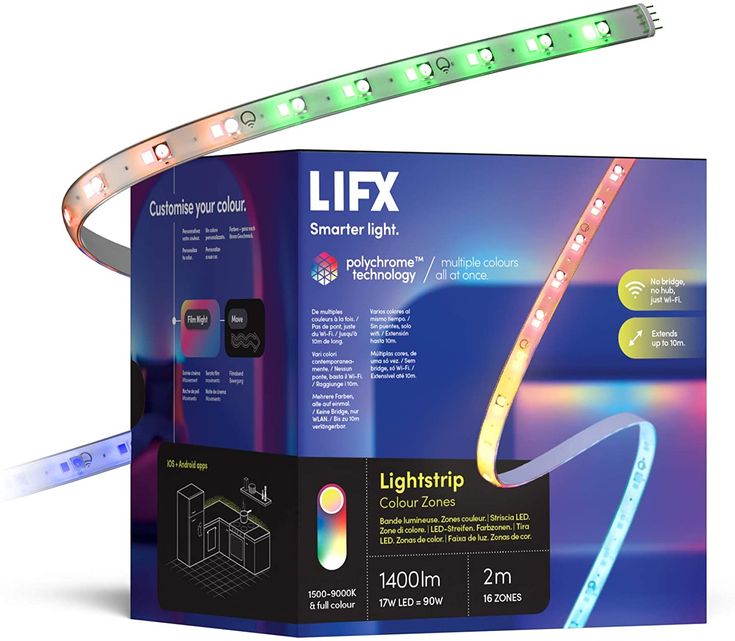 Customise your colour.
Film Night
Move
iOS + Android apps
LIFX
Smarter light.
polychrome™
technology
/ multiple colours
all at once.
De multiples
couleurs à la fois. /
Pas de pont, juste
du Wi-Fi. / Jusqu'à
10m de long.
Vari colori
contemporanea-
mente. / Nessun
ponte, basta il Wi-Fi.
/ Raggiunge i 10m.
Mehrere Farben,
alle auf einmal.
/ Keine Bridge, nur
WLAN. / Bis zu 10m
verlängerbar.
Varios colores al
mismo tiempo. /
Sin puentes, solo
wifi. / Extensión
hasta 10m.
Múltiplas cores, de
uma só vez. / Sem
bridge, só Wi-Fi. /
Extensível até 10m.
No bridge,
no hub,
just Wi-Fi.
Extends
up to 10m.
Lightstrip
Colour Zones
Bande lumineuse. Zones couleur. | Striscia LED.
Zone di colore. | LED-Streifen. Farbzonen. | Tira
LED. Zonas de color. | Faixa de luz. Zonas de cor.
1500-9000K
& full colour
1400lm
17W LED = 90W
2m
16 ZONES